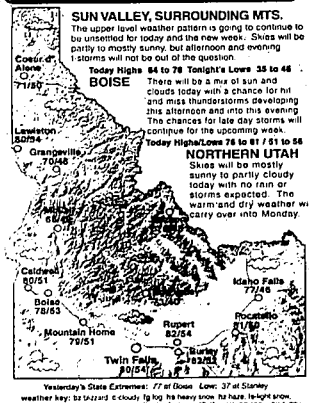 SUN VALLEY, SURROUNDING MTS.
The upper level weather pattern is going to continue to
be unsettled for today and the new week. Skies will be
partly to mostly sunny, but afternoon and evening
t-storms will not be out of the question.
Today Highs 64 to 78 Tonight's Lows 35 to 46
BOISE
There will be a mix of sun and
clouds today with a chance for hit
and miss thunderstorms developing
this afternoon and into this evening
The chances for late day storms will
continue for the upcoming week.
Today Highs/Lows 76 to 81 / 51 to 56
NORTHERN UTAH
Skies will be mostly
sunny to partly cloudy
today with no rain or
storms expected. The
warm and dry weather wi
carry over into Monday.
Coeur d'
Alene
71/50
Lewiston
80/54
Grangeville
70/46
Caldwell
80/51
Boise
78/53
Mountain Home
79/51
Idaho Falls
77/46
Pocatello
Rupert
82/54
Burley
Twin Falls
80/54
Yesterday's State Extremes: 77 at Boise Low: 37 at Stanley
weather key: bz blizzard, c cloudy, fg fog, hs heavy snow, hz haze, ls-light snow,